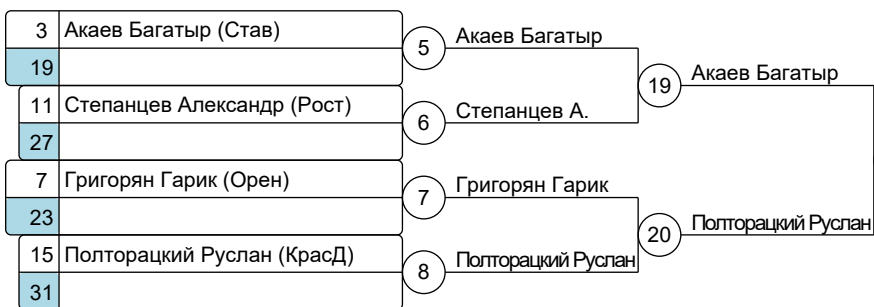 3 Акаев Багатыр (Став)
19
11 Степанцев Александр (Рост)
27
7 Григорян Гарик (Орен)
23
15 Полторацкий Руслан (КрасД)
31
5 Акаев Багатыр
6 Степанцев А.
7 Григорян Гарик
8 Полторацкий Руслан
19 Акаев Багатыр
20 Полторацкий Руслан